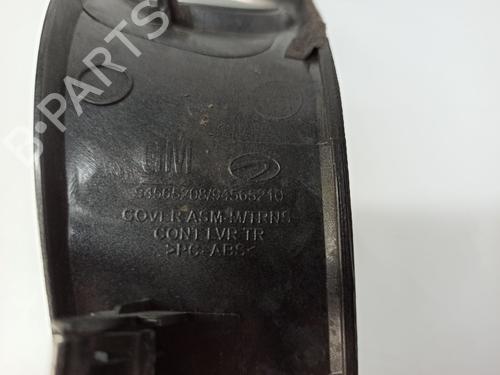 B-PARTS
GM
94565208/94565210
COVER ASM-M/TRNS
CONT LVR TR
>PC+ABS<